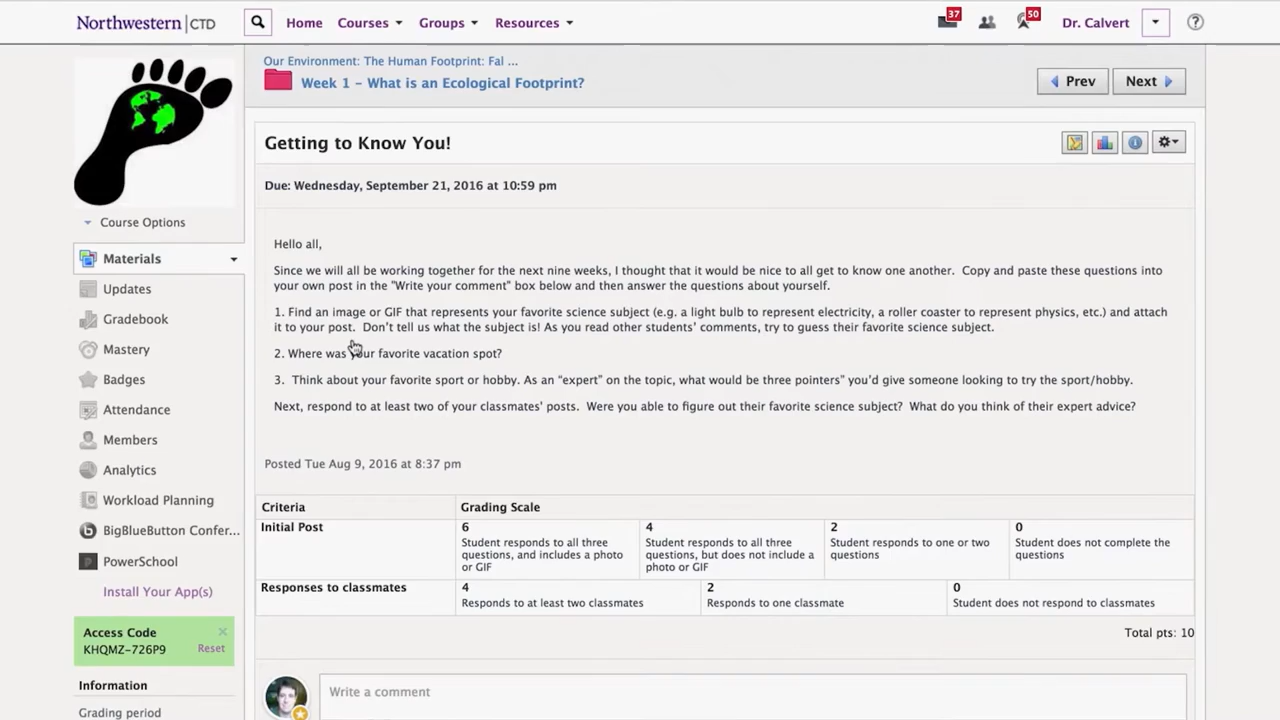 Northwestern | CTD
Home
Courses
Groups
Resources
37
50
Dr. Calvert
?
Our Environment: The Human Footprint: Fal ...
Week 1 – What is an Ecological Footprint?
Prev
Next
Getting to Know You!
Due: Wednesday, September 21, 2016 at 10:59 pm
Hello all,
Since we will all be working together for the next nine weeks, I thought that it would be nice to all get to know one another. Copy and paste these questions into
your own post in the "Write your comment" box below and then answer the questions about yourself.
1. Find an image or GIF that represents your favorite science subject (e.g. a light bulb to represent electricity, a roller coaster to represent physics, etc.) and attach
it to your post. Don't tell us what the subject is! As you read other students' comments, try to guess their favorite science subject.
2. Where was your favorite vacation spot?
3. Think about your favorite sport or hobby. As an “expert” on the topic, what would be three pointers” you’d give someone looking to try the sport/hobby.
Next, respond to at least two of your classmates' posts. Were you able to figure out their favorite science subject? What do you think of their expert advice?
Posted Tue Aug 9, 2016 at 8:37 pm
Course Options
Materials
Updates
Gradebook
Mastery
Badges
Attendance
Members
Analytics
Workload Planning
BigBlueButton Confer...
PowerSchool
Install Your App(s)
Access Code
KHQMZ-726P9
Reset
Information
Grading period
Criteria
Grading Scale
Initial Post
6
Student responses to all three
questions, and includes a photo
or GIF
4
Student responds to all three
questions, but does not include a
photo or GIF
2
Student responds to one or two
questions
0
Student does not complete the
questions
Responses to classmates
4
Responds to at least two classmates
2
Responds to one classmate
0
Student does not respond to classmates
Total pts: 10
Write a comment